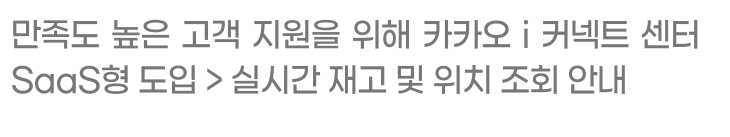 만족도 높은 고객 지원을 위해 카카오 i 커넥트 센터
SaaS형 도입 > 실시간 재고 및 위치 조회 안내